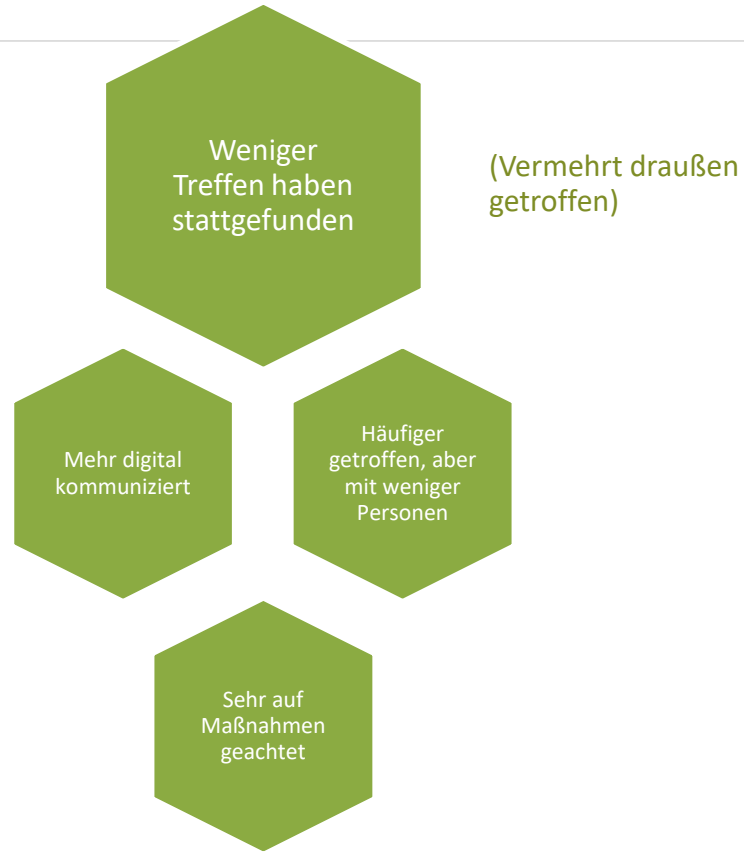 Weniger
Treffen haben
stattgefunden
(Vermehrt draußen
getroffen)
Mehr digital
kommuniziert
Häufiger
getroffen, aber
mit weniger
Personen
Sehr auf
Maßnahmen
geachtet